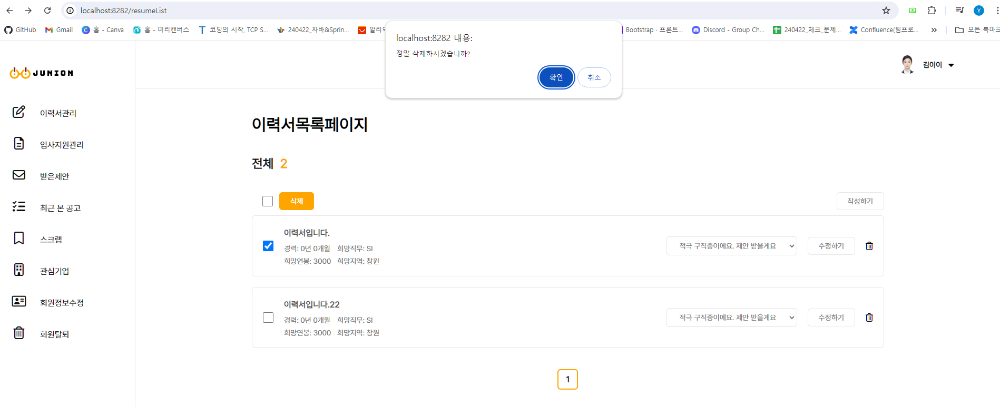 localhost:8282/resumeList
GitHub Gmail 홈 - Canva 홈 - 미리캔버스 코딩의 시작, TCP S... 240422_자바&Sprin... Bootstrap · 프론트... Discord - Group Ch... 240422_체크_문제... Confluence(팀프로... » 모든 북마크
Y
localhost:8282 내용:
정말 삭제하시겠습니까?
확인 취소
JUNION
김이이
이력서관리
입사지원관리
받은제안
최근 본 공고
스크랩
관심기업
회원정보수정
회원탈퇴
이력서목록페이지
전체 2
삭제 작성하기
이력서입니다.
경력: 0년 0개월 희망직무: SI
희망연봉: 3000 희망지역: 창원
적극 구직중이에요. 제안 받을게요 수정하기
이력서입니다.22
경력: 0년 0개월 희망직무: SI
희망연봉: 3000 희망지역: 창원
적극 구직중이에요. 제안 받을게요 수정하기
1